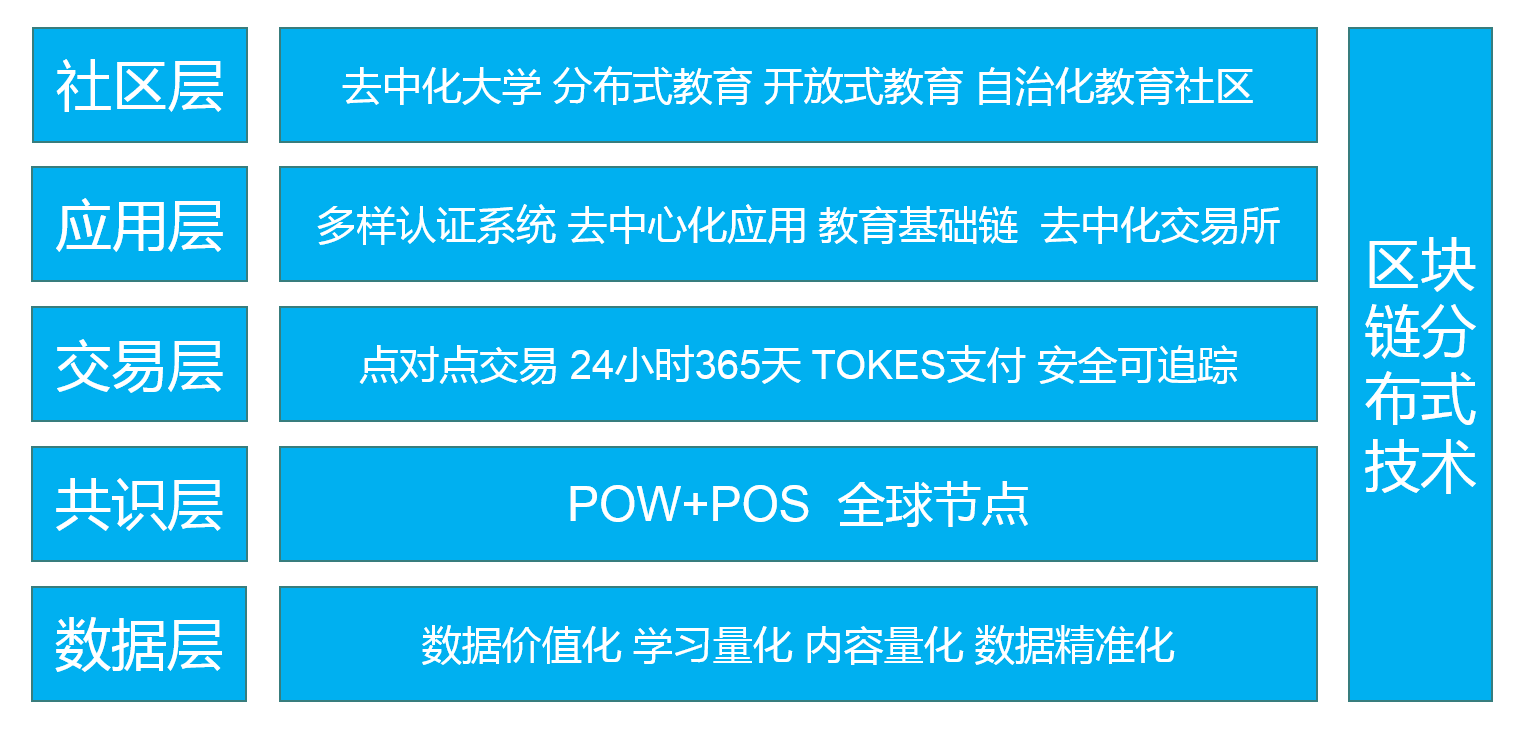 社区层
去中化大学 分布式教育 开放式教育 自治化教育社区
应用层
多样认证系统 去中心化应用 教育基础链 去中化交易所
交易层
点对点交易 24小时365天 TOKES支付 安全可追踪
共识层
POW+POS 全球节点
数据层
数据价值化 学习量化 内容量化 数据精准化
区块
链分
布式
技术